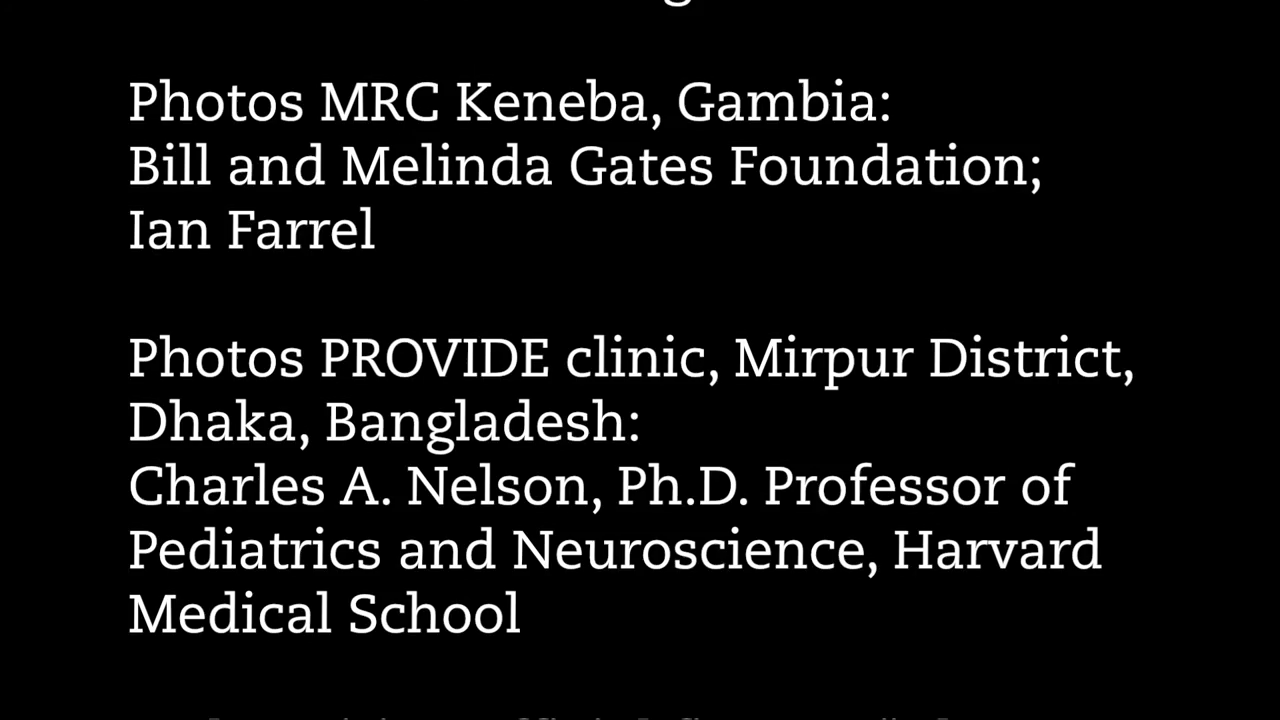 Photos MRC Keneba, Gambia:
Bill and Melinda Gates Foundation;
Ian Farrel
Photos PROVIDE clinic, Mirpur District,
Dhaka, Bangladesh:
Charles A. Nelson, Ph.D. Professor of
Pediatrics and Neuroscience, Harvard
Medical School